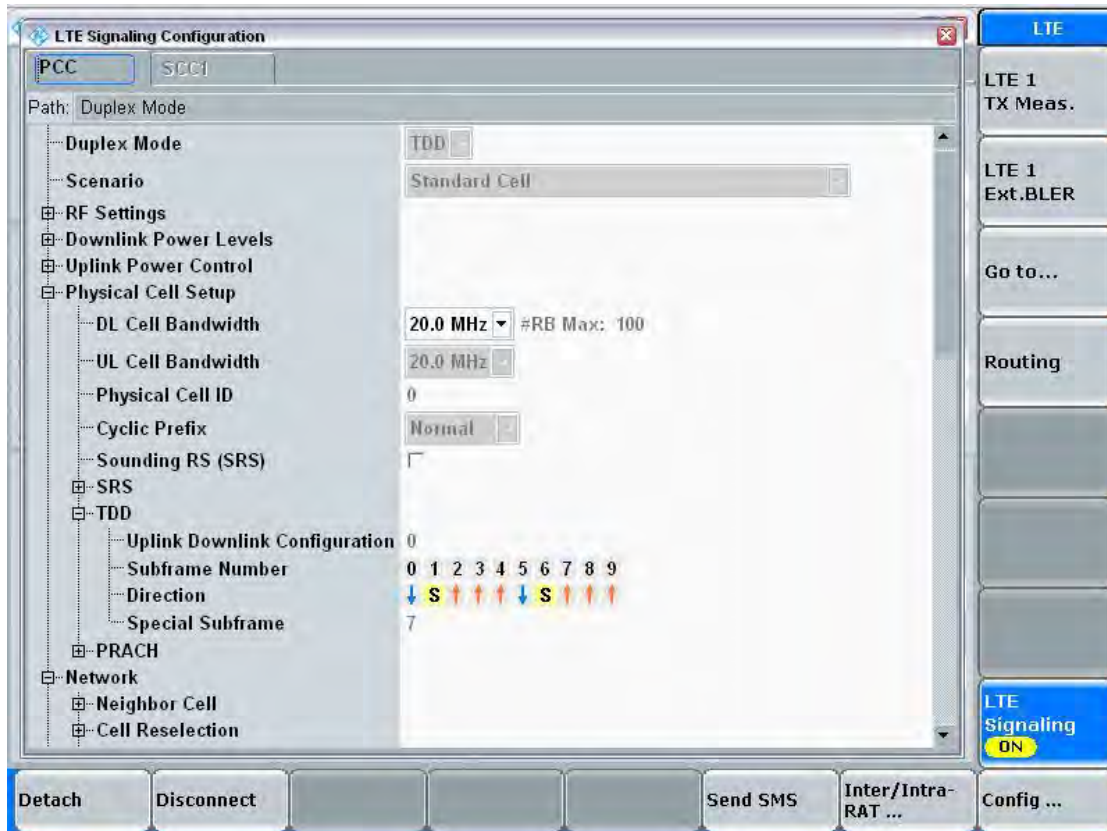 LTE Signaling Configuration
PCC SCC1
Path: Duplex Mode
Duplex Mode TDD
Scenario Standard Cell
RF Settings
Downlink Power Levels
Uplink Power Control
Physical Cell Setup
DL Cell Bandwidth 20.0 MHz #RB Max: 100
UL Cell Bandwidth 20.0 MHz
Physical Cell ID 0
Cyclic Prefix Normal
Sounding RS (SRS)
SRS
TDD
Uplink Downlink Configuration 0
Subframe Number 0 1 2 3 4 5 6 7 8 9
Direction ↓ S ↑ ↑ ↑ ↓ S ↑ ↑ ↑
Special Subframe 7
PRACH
Network
Neighbor Cell
Cell Reselection
LTE
LTE 1
TX Meas.
LTE 1
Ext.BLER
Go to...
Routing
LTE
Signaling
ON
Detach Disconnect Send SMS Inter/Intra-
RAT ...
Config ...